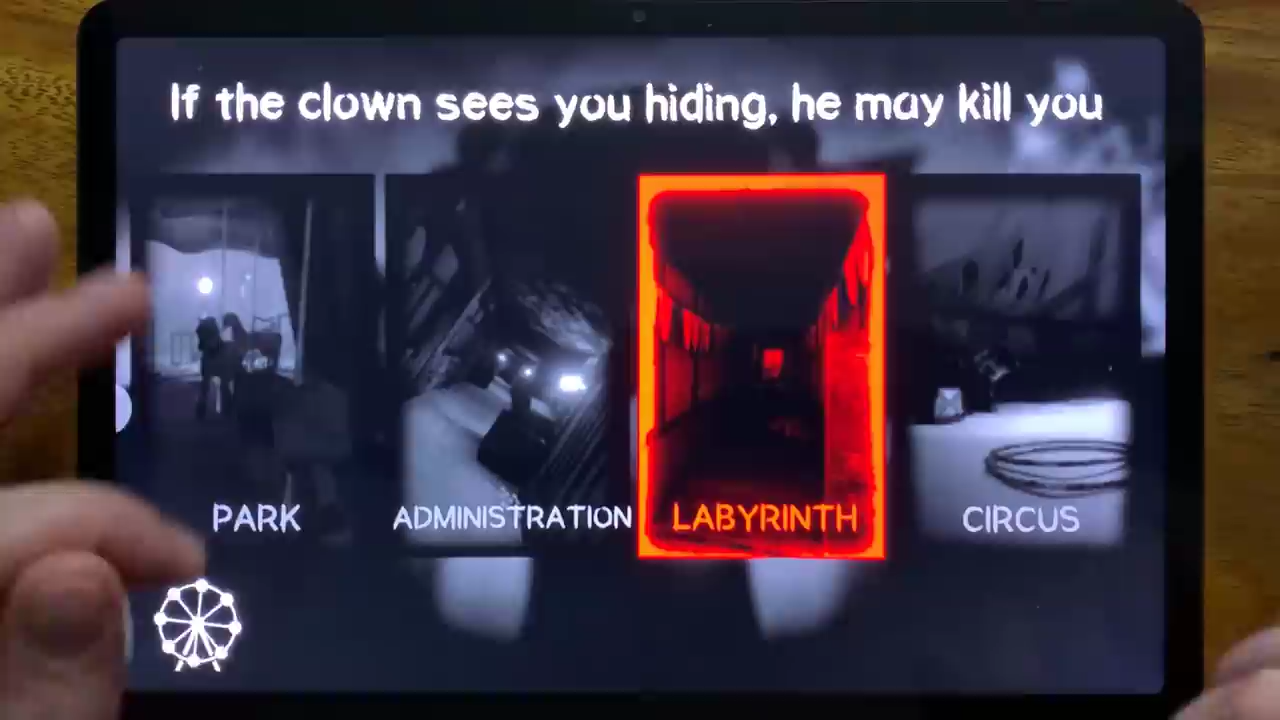 If the clown sees you hiding, he may kill you
PARK
ADMINISTRATION
LABYRINTH
CIRCUS